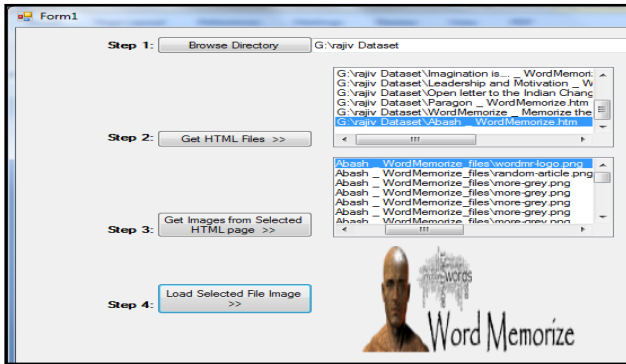 Form1
Step 1: Browse Directory G:\rajiv Dataset
G:\rajiv Dataset\Imagination is.... _ WordMemori:
G:\rajiv Dataset\Leadership and Motivation _ W
G:\rajiv Dataset\Open letter to the Indian Chang
G:\rajiv Dataset\Paragon _ WordMemorize.htm
G:\rajiv Dataset\WordMemorize _ Memorize the
G:\rajiv Dataset\Abash _ WordMemorize.htm
Step 2: Get HTML Files >>
Abash _ WordMemorize_files\wordmr-logo.png
Abash _ WordMemorize_files\random-article.png
Abash _ WordMemorize_files\more-grey.png
Abash _ WordMemorize_files\more-grey.png
Abash _ WordMemorize_files\more-grey.png
Abash _ WordMemorize_files\more-grey.png
Step 3: Get Images from Selected
HTML page >>
Step 4: Load Selected File Image
>>
words
Word Memorize